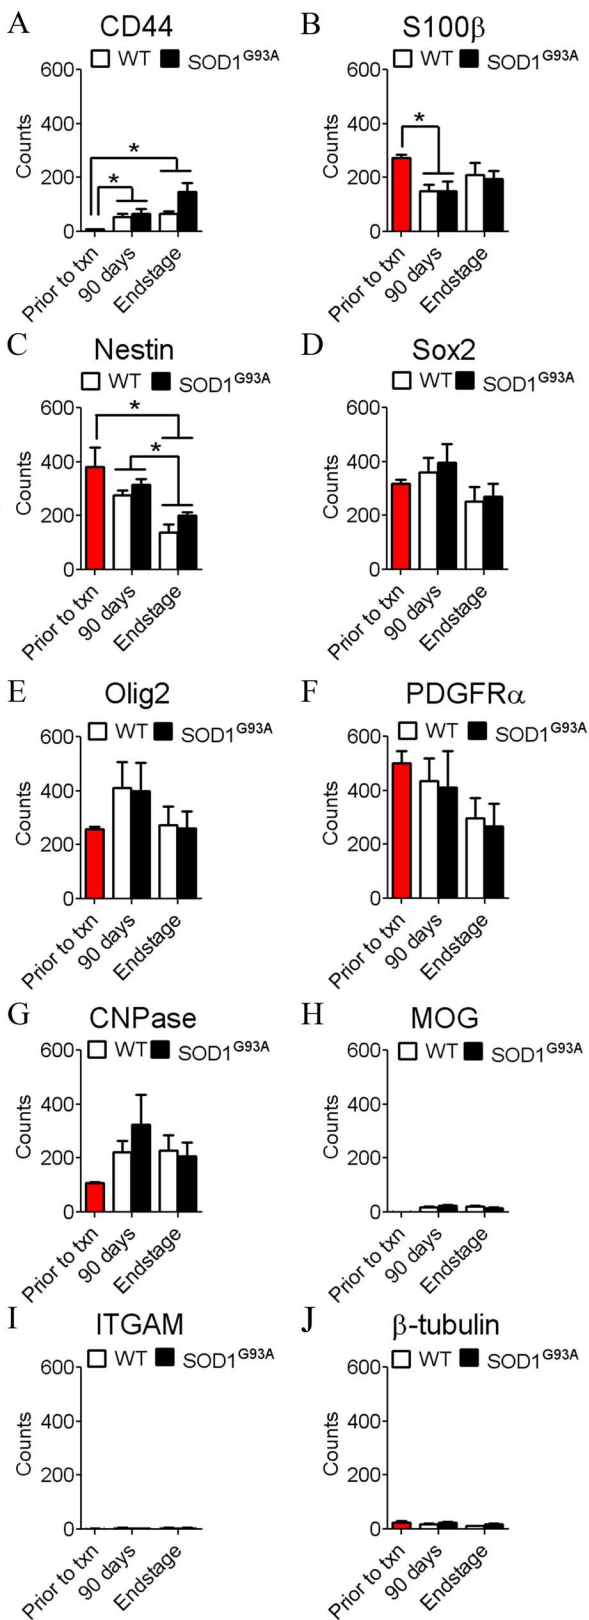 A CD44
WT SOD1G93A
600
400
200
0
Counts
*
*
Prior to txn
90 days
Endstage
B S100β
WT SOD1G93A
600
400
200
0
Counts
*
Prior to txn
90 days
Endstage
C Nestin
WT SOD1G93A
600
400
200
0
Counts
*
*
Prior to txn
90 days
Endstage
D Sox2
WT SOD1G93A
600
400
200
0
Counts
Prior to txn
90 days
Endstage
E Olig2
WT SOD1G93A
600
400
200
0
Counts
Prior to txn
90 days
Endstage
F PDGFRα
WT SOD1G93A
600
400
200
0
Counts
Prior to txn
90 days
Endstage
G CNPase
WT SOD1G93A
600
400
200
0
Counts
Prior to txn
90 days
Endstage
H MOG
WT SOD1G93A
600
400
200
0
Counts
Prior to txn
90 days
Endstage
I ITGAM
WT SOD1G93A
600
400
200
0
Counts
Prior to txn
90 days
Endstage
J β-tubulin
WT SOD1G93A
600
400
200
0
Counts
Prior to txn
90 days
Endstage